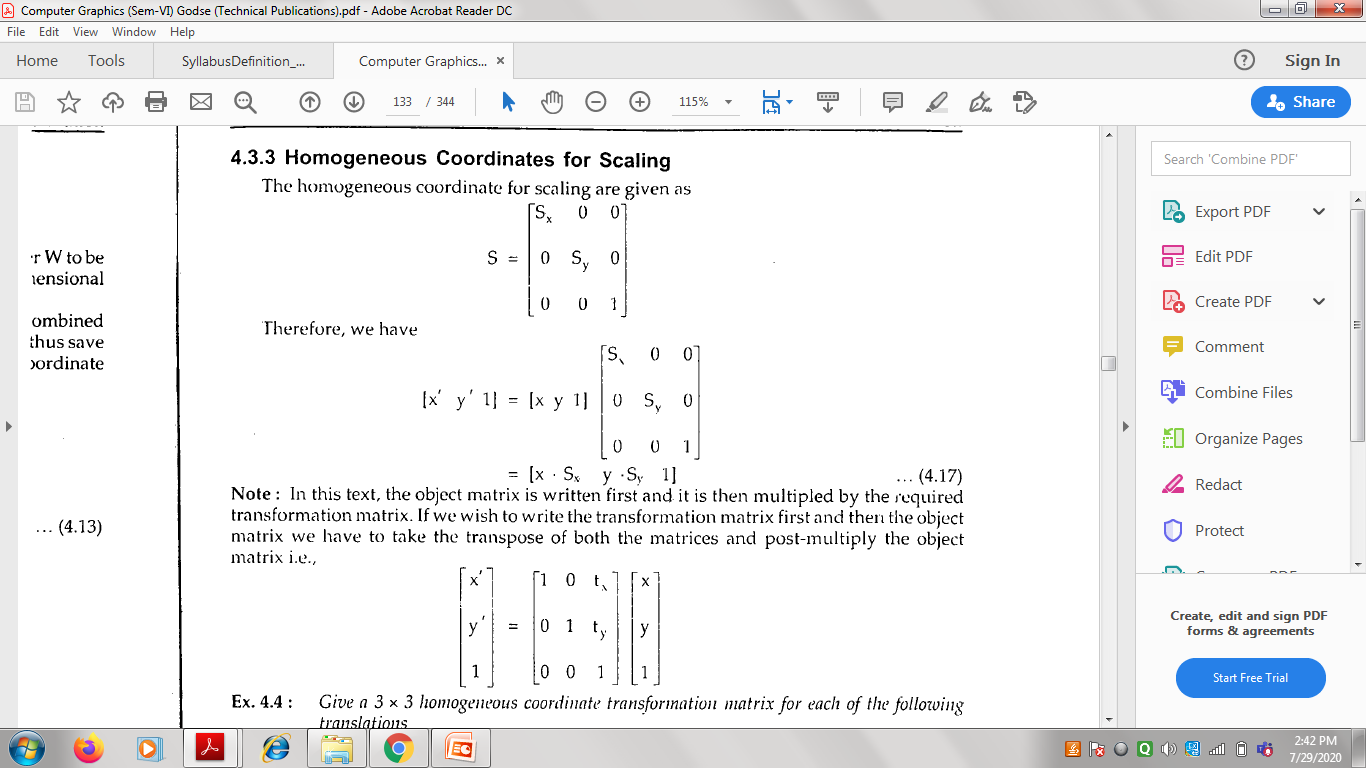 Computer Graphics (Sem-VI) Godse (Technical Publications).pdf - Adobe Acrobat Reader DC
File Edit View Window Help
Home Tools SyllabusDefinition_... Computer Graphics... × ? Sign In
133 / 344 115% Share
4.3.3 Homogeneous Coordinates for Scaling
The homogeneous coordinate for scaling are given as
S = [Sx 0 0
0 Sy 0
0 0 1]
Therefore, we have
[x′ y′ 1] = [x y 1] [S 0 0
0 Sy 0
0 0 1]
= [x · Sx y · Sy 1] ... (4.17)
Note : In this text, the object matrix is written first and it is then multipled by the required
transformation matrix. If we wish to write the transformation matrix first and then the object
matrix we have to take the transpose of both the matrices and post-multiply the object
matrix i.e.,
[x′ [1 0 tx [x
y′ = 0 1 ty y
1] 0 0 1] 1]
Ex. 4.4 : Give a 3 × 3 homogeneous coordinate transformation matrix for each of the following
translations
r W to be
ensional
ombined
thus save
oordinate
... (4.13)
Search 'Combine PDF'
Export PDF
Edit PDF
Create PDF
Comment
Combine Files
Organize Pages
Redact
Protect
Create, edit and sign PDF
forms & agreements
Start Free Trial
2:42 PM
7/29/2020